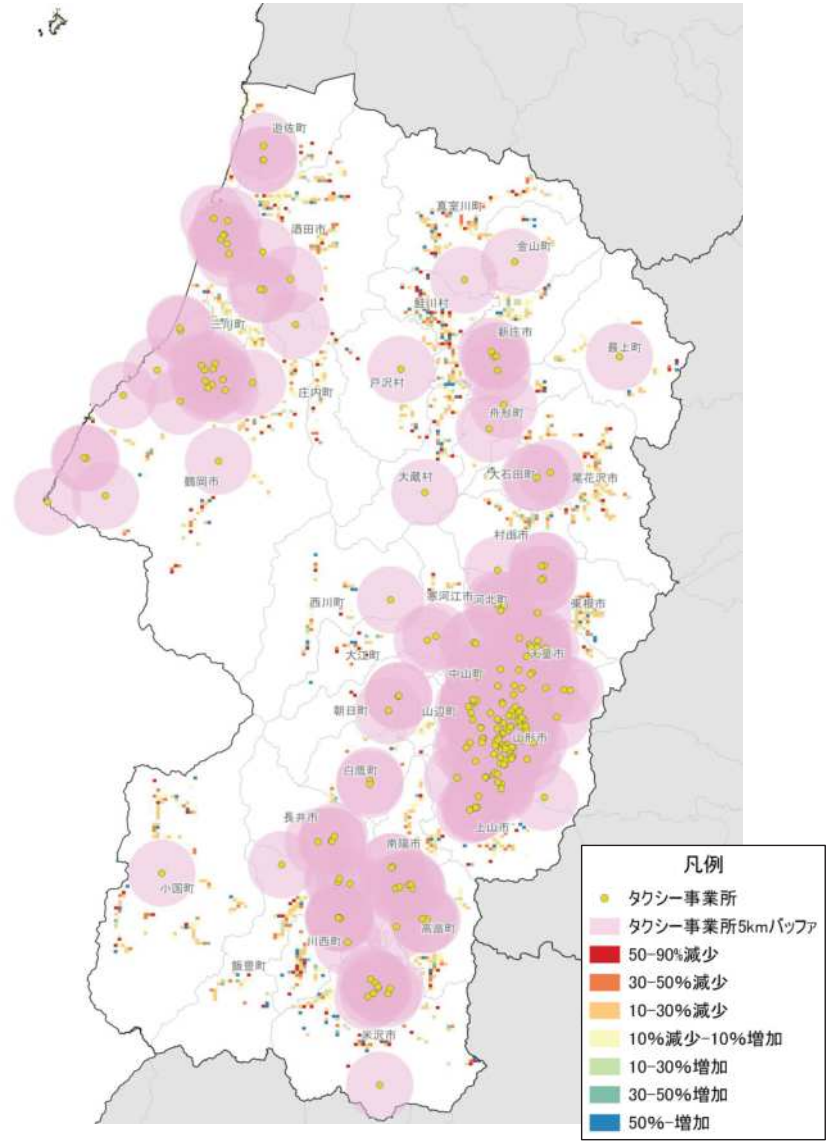 遊佐町
酒田市
真室川町
金山町
鮭川村
三川町
新庄市
最上町
戸沢村
庄内町
舟形町
大蔵村
大石田町
尾花沢市
鶴岡市
村山市
西川町
寒河江市
河北町
東根市
大江町
中山町
天童市
朝日町
山辺町
山形市
白鷹町
上山市
長井市
南陽市
小国町
川西町
高畠町
飯豊町
米沢市
凡例
タクシー事業所
タクシー事業所5kmバッファ
50-90%減少
30-50%減少
10-30%減少
10%減少-10%増加
10-30%増加
30-50%増加
50%-増加